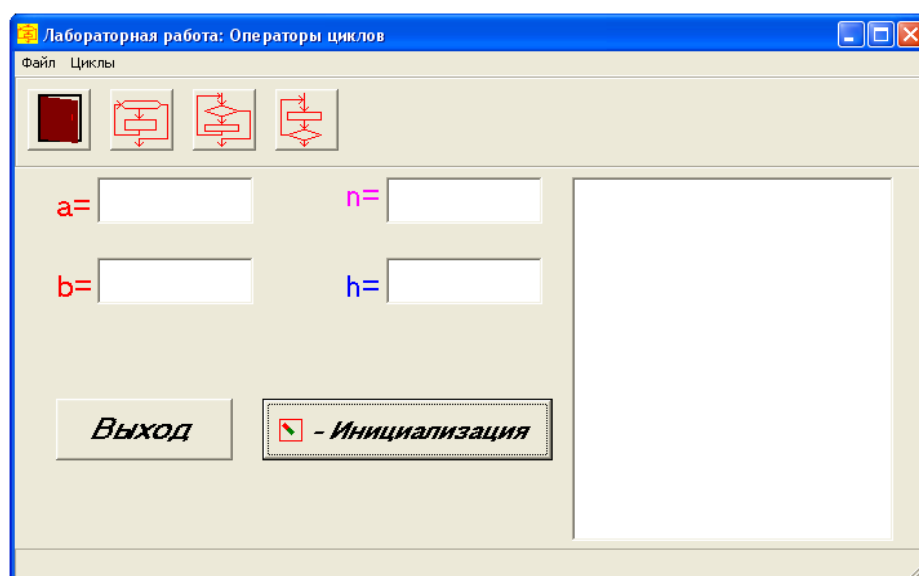 Лабораторная работа: Операторы циклов
Файл Циклы
a=
n=
b=
h=
Выход
- Инициализация